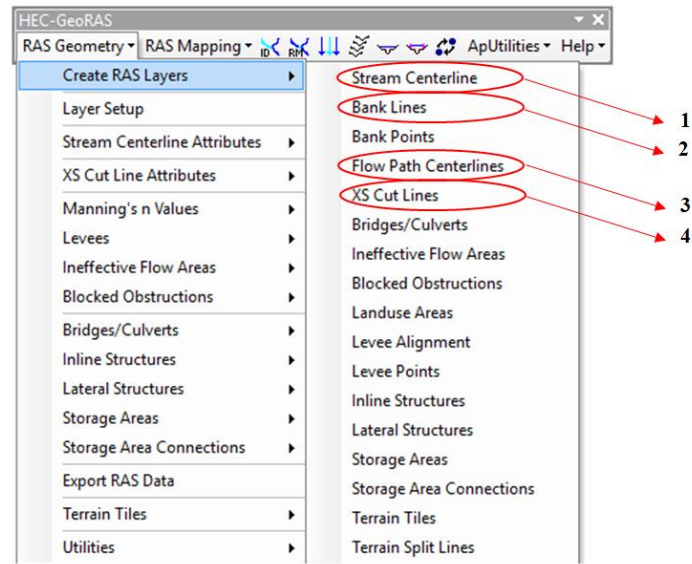 HEC-GeoRAS
RAS Geometry RAS Mapping ID RM ApUtilities Help
Create RAS Layers
Layer Setup
Stream Centerline Attributes
XS Cut Line Attributes
Manning's n Values
Levees
Ineffective Flow Areas
Blocked Obstructions
Bridges/Culverts
Inline Structures
Lateral Structures
Storage Areas
Storage Area Connections
Export RAS Data
Terrain Tiles
Utilities
Stream Centerline
Bank Lines
Bank Points
Flow Path Centerlines
XS Cut Lines
Bridges/Culverts
Ineffective Flow Areas
Blocked Obstructions
Landuse Areas
Levee Alignment
Levee Points
Inline Structures
Lateral Structures
Storage Areas
Storage Area Connections
Terrain Tiles
Terrain Split Lines
1
2
3
4